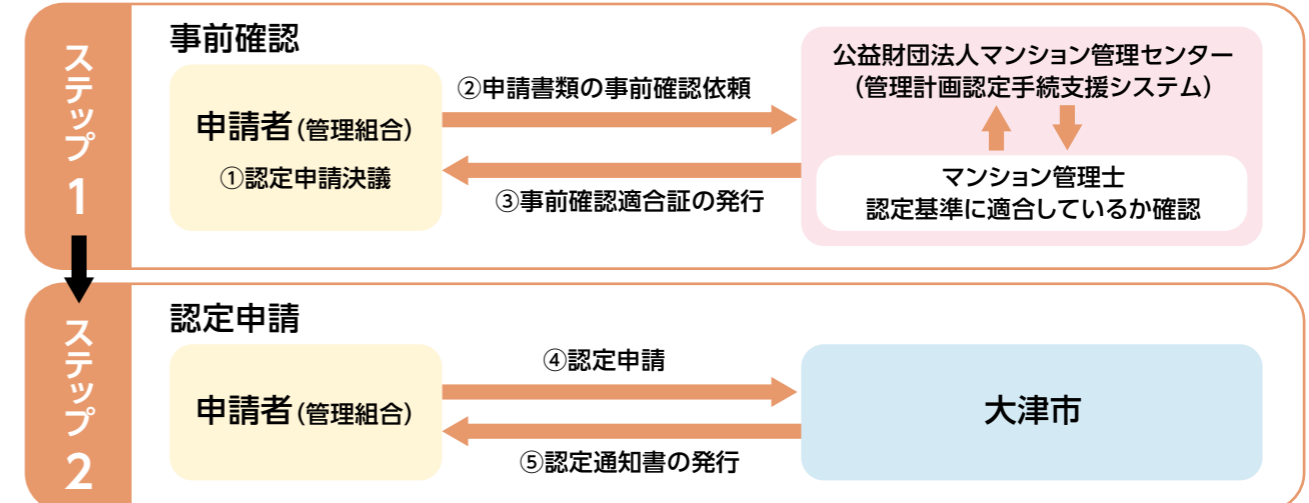 ステップ1
事前確認
申請者(管理組合)
①認定申請決議
②申請書類の事前確認依頼
③事前確認適合証の発行
公益財団法人マンション管理センター
(管理計画認定手続支援システム)
マンション管理士
認定基準に適合しているか確認
ステップ2
認定申請
申請者(管理組合)
④認定申請
⑤認定通知書の発行
大津市